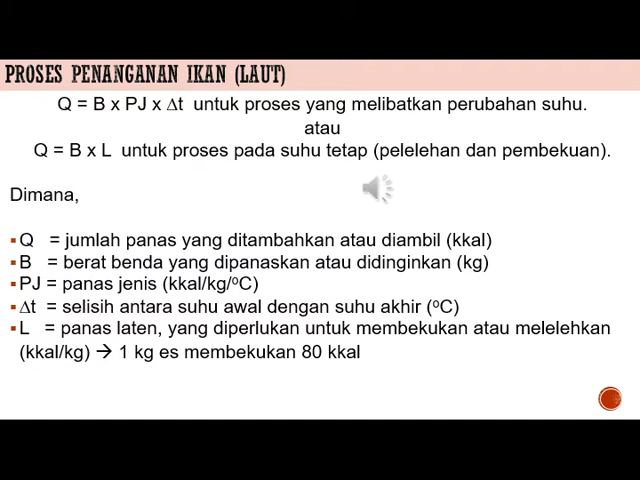 PROSES PENANGANAN IKAN (LAUT)
Q = B x PJ x ∆t untuk proses yang melibatkan perubahan suhu.
atau
Q = B x L untuk proses pada suhu tetap (pelelehan dan pembekuan).
Dimana,
▪ Q = jumlah panas yang ditambahkan atau diambil (kkal)
▪ B = berat benda yang dipanaskan atau didinginkan (kg)
▪ PJ = panas jenis (kkal/kg/ºC)
▪ ∆t = selisih antara suhu awal dengan suhu akhir (ºC)
▪ L = panas laten, yang diperlukan untuk membekukan atau melelehkan
(kkal/kg) → 1 kg es membekukan 80 kkal